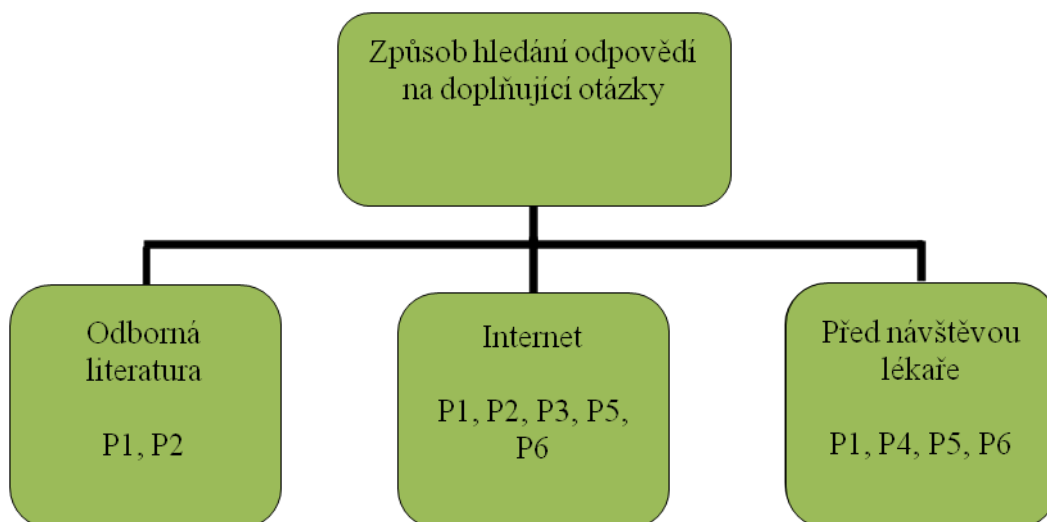 Způsob hledání odpovědí
na doplňující otázky
Odborná
literatura
P1, P2
Internet
P1, P2, P3, P5,
P6
Před návštěvou
lékaře
P1, P4, P5, P6